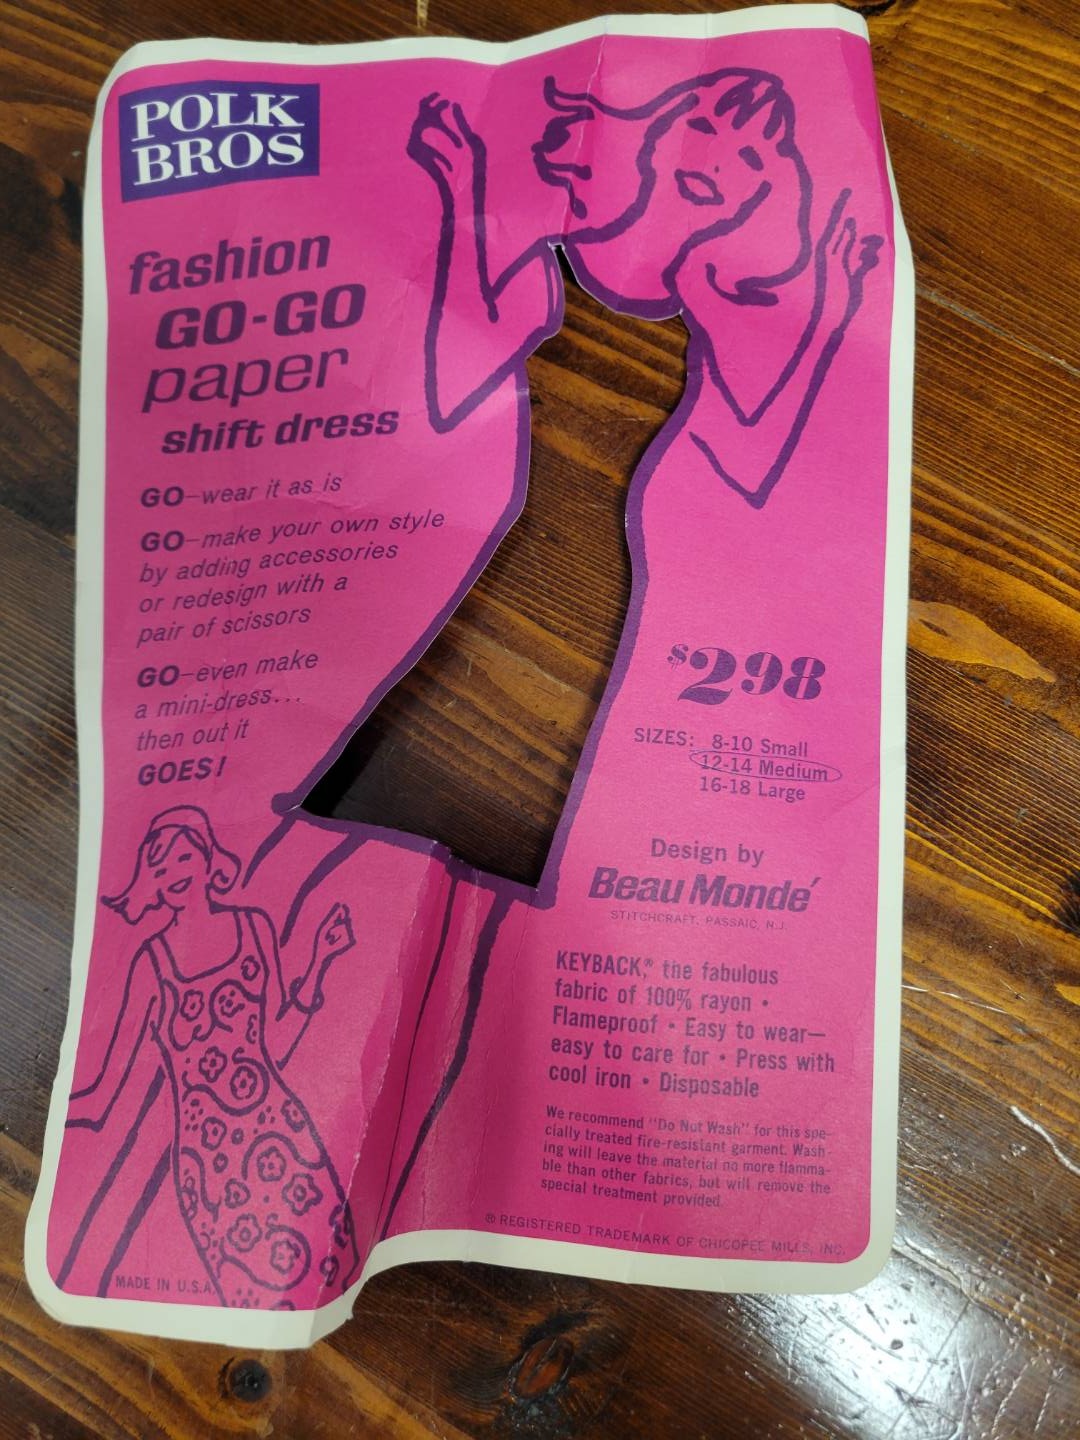 POLK
BROS
fashion
GO-GO
paper
shift dress
GO—wear it as is
GO—make your own style
by adding accessories
or redesign with a
pair of scissors
GO—even make
a mini-dress...
then out it
GOES!
$298
SIZES: 8-10 Small
12-14 Medium
16-18 Large
Design by
Beau Mondé
STITCHCRAFT, PASSAIC, N.J.
KEYBACK,® the fabulous
fabric of 100% rayon •
Flameproof • Easy to wear—
easy to care for • Press with
cool iron • Disposable
We recommend "Do Not Wash" for this spe-
cially treated fire-resistant garment. Wash-
ing will leave the material no more flamma-
ble than other fabrics, but will remove the
special treatment provided.
® REGISTERED TRADEMARK OF CHICOPEE MILLS, INC.
MADE IN U.S.A.